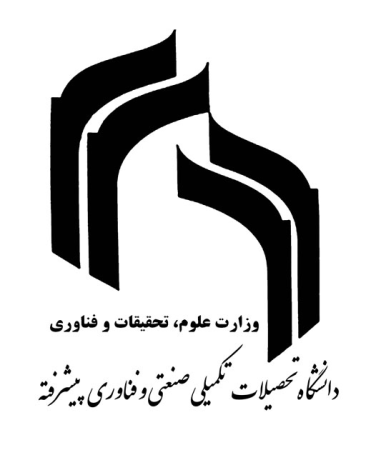 وزارت علوم، تحقیقات و فناوری
دانشگاه تحصیلات تکمیلی صنعتی و فناوری پیشرفته